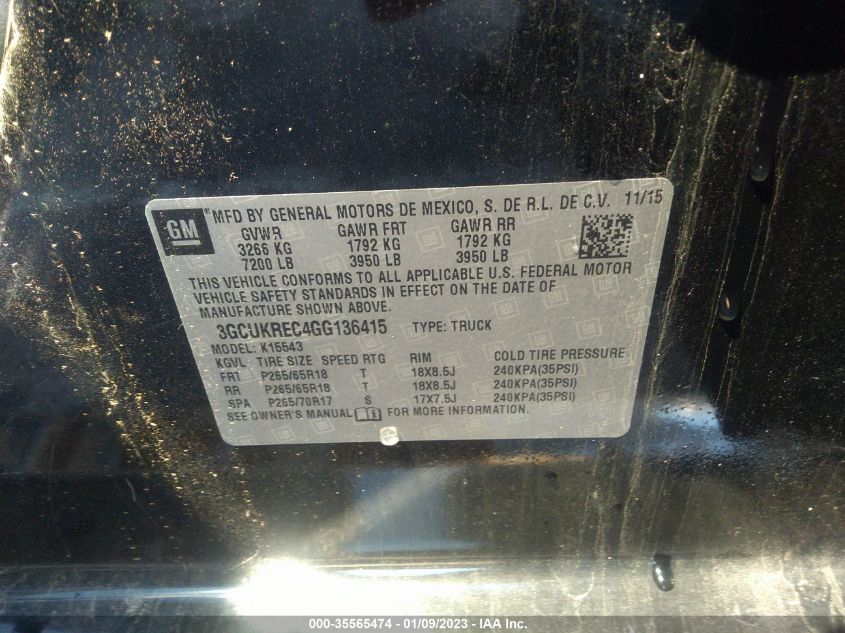 GM ® MFD BY GENERAL MOTORS DE MEXICO, S. DE R.L. DE C.V. 11/15
GVWR GAWR FRT GAWR RR
3266 KG 1792 KG 1792 KG
7200 LB 3950 LB 3950 LB
THIS VEHICLE CONFORMS TO ALL APPLICABLE U.S. FEDERAL MOTOR
VEHICLE SAFETY STANDARDS IN EFFECT ON THE DATE OF
MANUFACTURE SHOWN ABOVE.
3GCUKREC4GG136415 TYPE: TRUCK
MODEL: K15543
KGVL TIRE SIZE SPEED RTG RIM COLD TIRE PRESSURE
FRT P265/65R18 T 18X8.5J 240KPA(35PSI)
RR P265/65R18 T 18X8.5J 240KPA(35PSI)
SPA P265/70R17 S 17X7.5J 240KPA(35PSI)
SEE OWNER'S MANUAL FOR MORE INFORMATION.
000-35565474 - 01/09/2023 - IAA Inc.